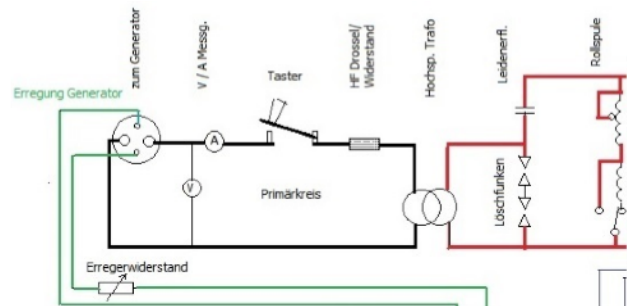 zum Generator
V / A Messg.
Taster
HF Drossel/
Widerstand
Hochsp. Trafo
Leidenerfl.
Rollspule
Erregung Generator
A
V
Primärkreis
Löschfunken
Erregerwiderstand